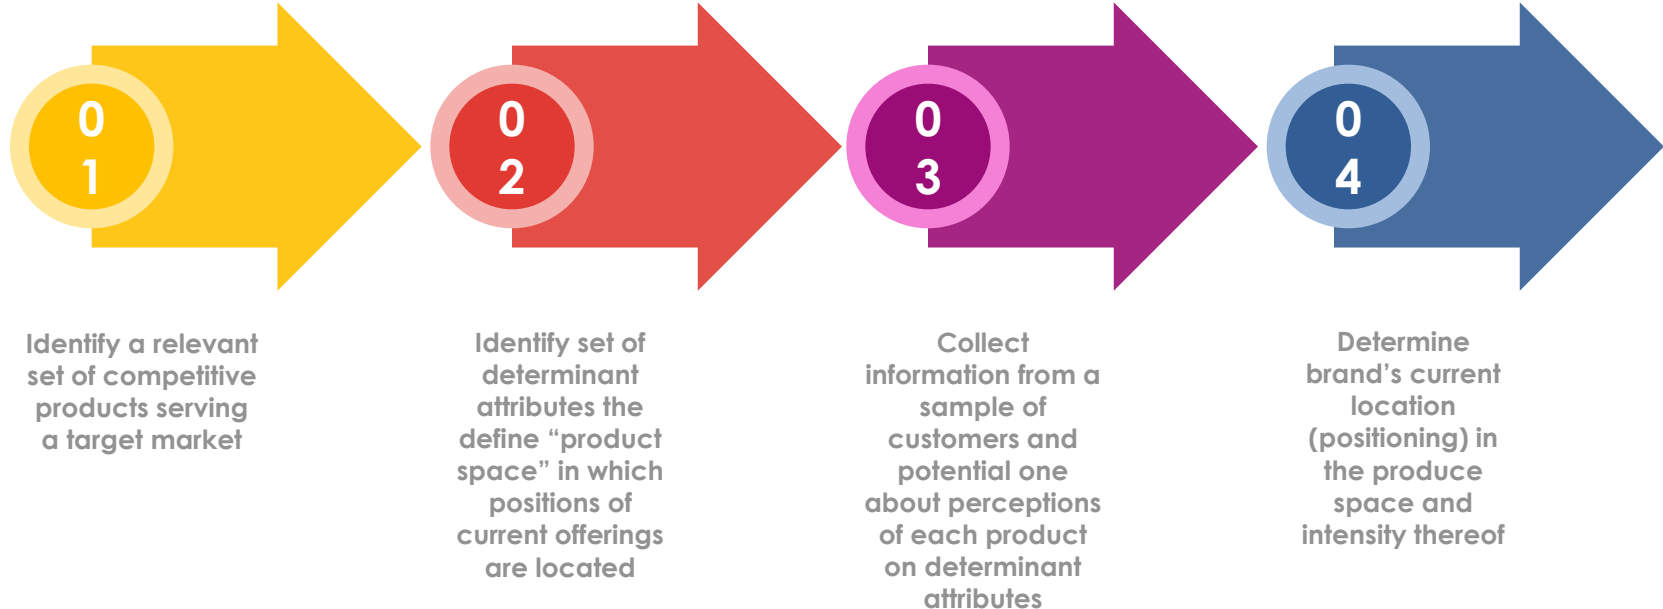 0
1
Identify a relevant
set of competitive
products serving
a target market
0
2
Identify set of
determinant
attributes the
define “product
space” in which
positions of
current offerings
are located
0
3
Collect
information from a
sample of
customers and
potential one
about perceptions
of each product
on determinant
attributes
0
4
Determine
brand’s current
location
(positioning) in
the produce
space and
intensity thereof